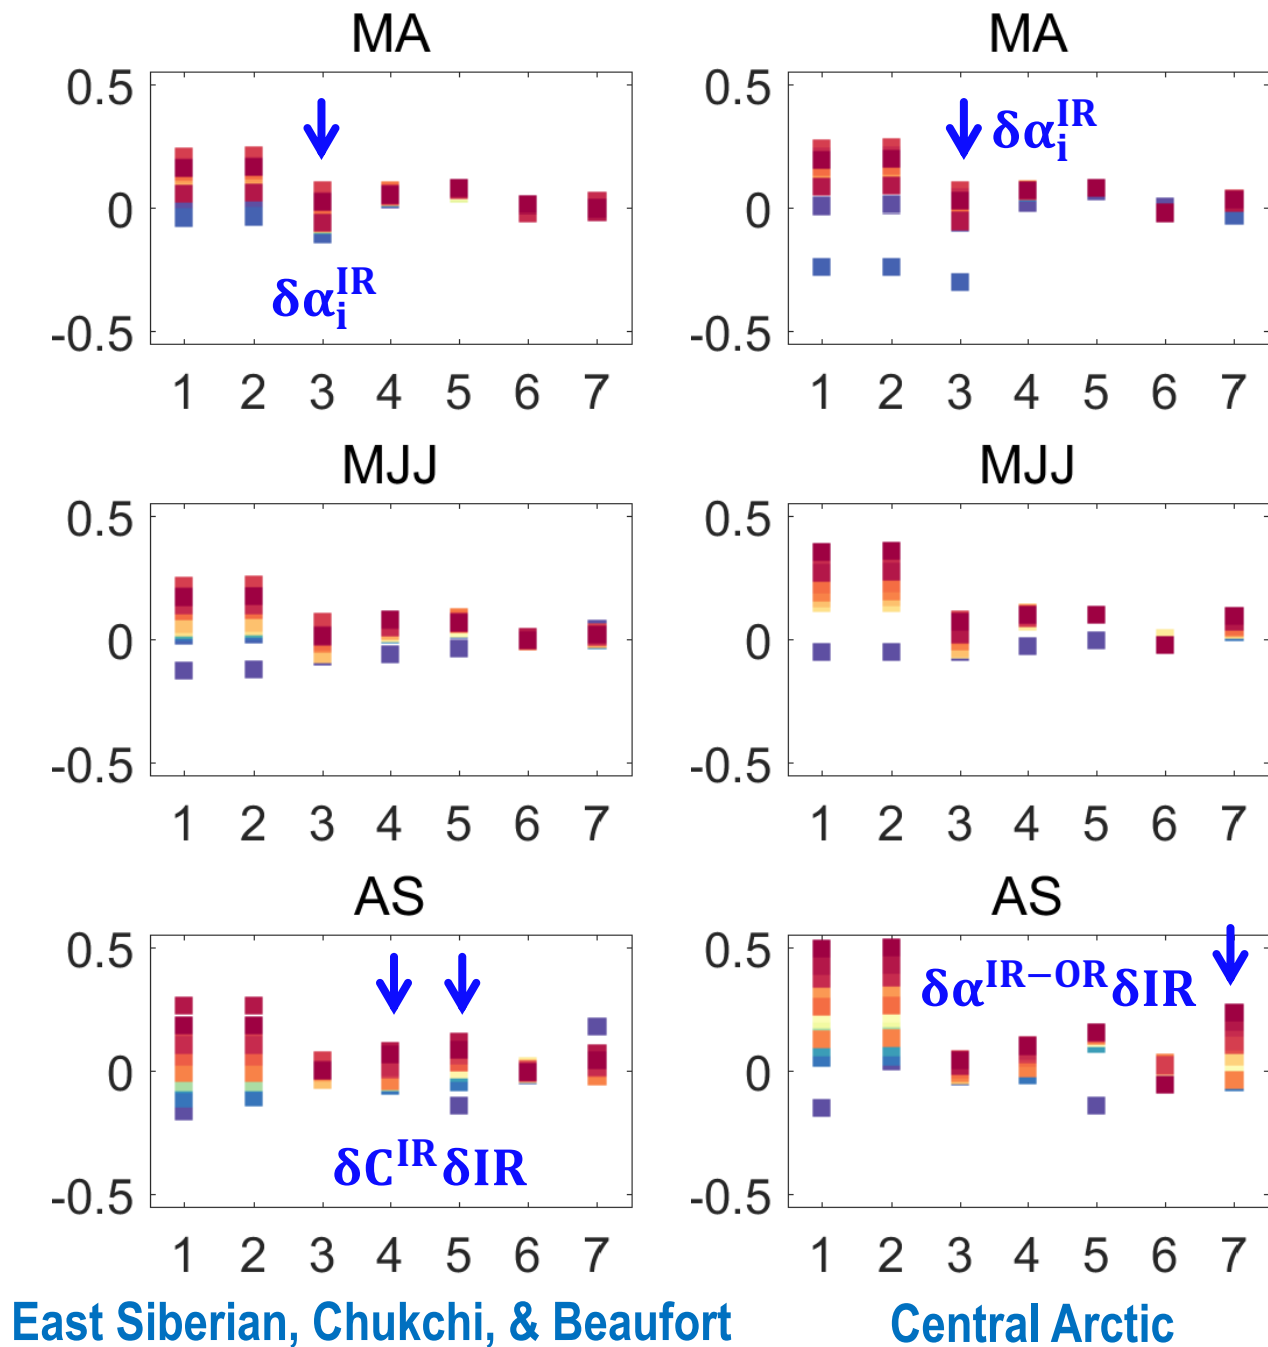 MA
0.5
0
-0.5
δα_i^IR
1 2 3 4 5 6 7
MA
0.5
0
-0.5
δα_i^IR
1 2 3 4 5 6 7
MJJ
0.5
0
-0.5
1 2 3 4 5 6 7
MJJ
0.5
0
-0.5
1 2 3 4 5 6 7
AS
0.5
0
-0.5
δC^IR δIR
1 2 3 4 5 6 7
AS
0.5
0
-0.5
δα^IR−OR δIR
1 2 3 4 5 6 7
East Siberian, Chukchi, & Beaufort
Central Arctic